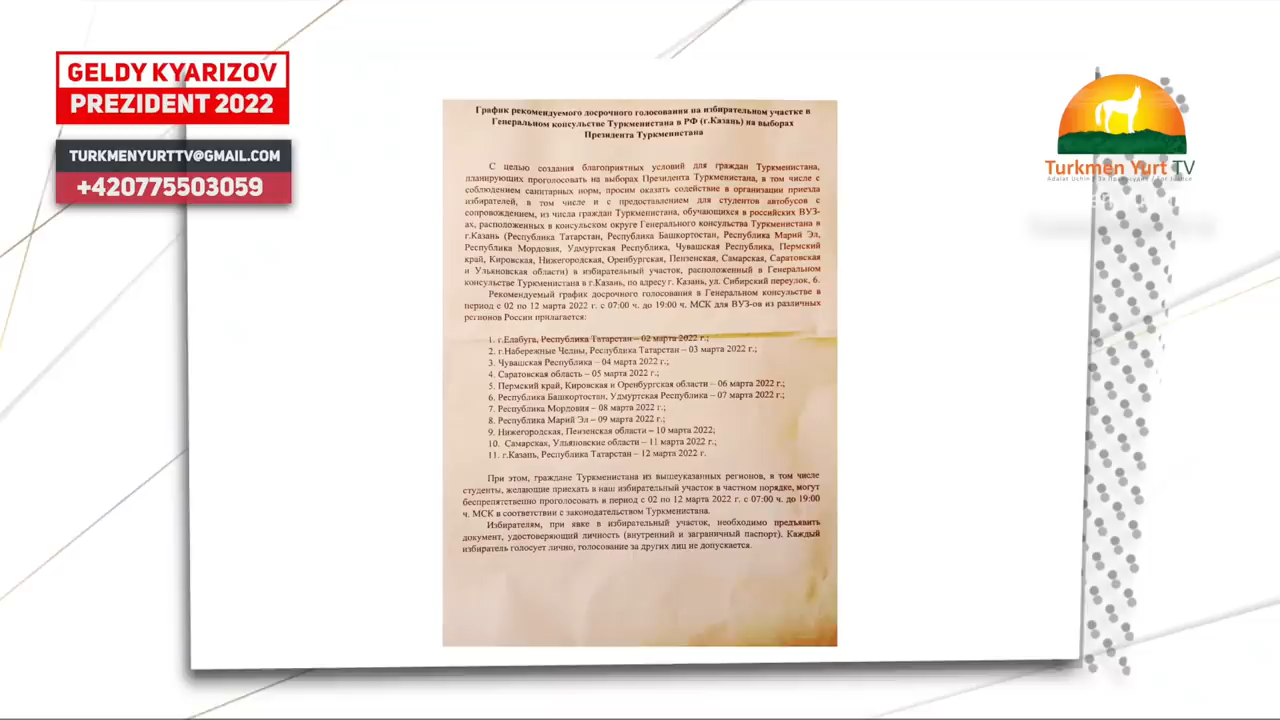 GELDY KYARIZOV
PREZIDENT 2022
TURKMENYURTTV@GMAIL.COM
+420775503059
Turkmen Yurt TV
График рекомендуемого досрочного голосования на избирательном участке в
Генеральном консульстве Туркменистана в РФ (г.Казань) на выборах
Президента Туркменистана
С целью создания благоприятных условий для граждан Туркменистана,
планирующих проголосовать на выборах Президента Туркменистана, в том числе с
соблюдением санитарных норм, просим оказать содействие в организации приезда
избирателей, в том числе и с предоставлением для студентов автобусов с
сопровождением, из числа граждан Туркменистана, обучающихся в российских ВУЗ-
ах, расположенных в консульском округе Генерального консульства Туркменистана в
г.Казань (Республика Татарстан, Республика Башкортостан, Республика Марий Эл,
Республика Мордовия, Удмуртская Республика, Чувашская Республика, Пермский
край, Кировская, Нижегородская, Оренбургская, Пензенская, Самарская, Саратовская
и Ульяновская области) в избирательный участок, расположенный в Генеральном
консульстве Туркменистана в г.Казань, по адресу г. Казань, ул. Сибирский переулок, 6.
Рекомендуемый график досрочного голосования в Генеральном консульстве в
период с 02 по 12 марта 2022 г. с 07:00 ч. до 19:00 ч. МСК для ВУЗ-ов из различных
регионов России прилагается:
1. г.Елабуга, Республика Татарстан – 02 марта 2022 г.;
2. г.Набережные Челны, Республика Татарстан – 03 марта 2022 г.;
3. Чувашская Республика – 04 марта 2022 г.;
4. Саратовская область – 05 марта 2022 г.;
5. Пермский край, Кировская и Оренбургская области – 06 марта 2022 г.;
6. Республика Башкортостан, Удмуртская Республика – 07 марта 2022 г.;
7. Республика Мордовия – 08 марта 2022 г.;
8. Республика Марий Эл – 09 марта 2022 г.;
9. Нижегородская, Пензенская области – 10 марта 2022;
10. Самарская, Ульяновские области – 11 марта 2022 г.;
11. г.Казань, Республика Татарстан – 12 марта 2022 г.
При этом, граждане Туркменистана из вышеуказанных регионов, в том числе
студенты, желающие приехать в наш избирательный участок в частном порядке, могут
беспрепятственно проголосовать в период с 02 по 12 марта 2022 г. с 07:00 ч. до 19:00
ч. МСК в соответствии с законодательством Туркменистана.
Избирателям, при явке в избирательный участок, необходимо предъявить
документ, удостоверяющий личность (внутренний и заграничный паспорт). Каждый
избиратель голосует лично, голосование за других лиц не допускается.